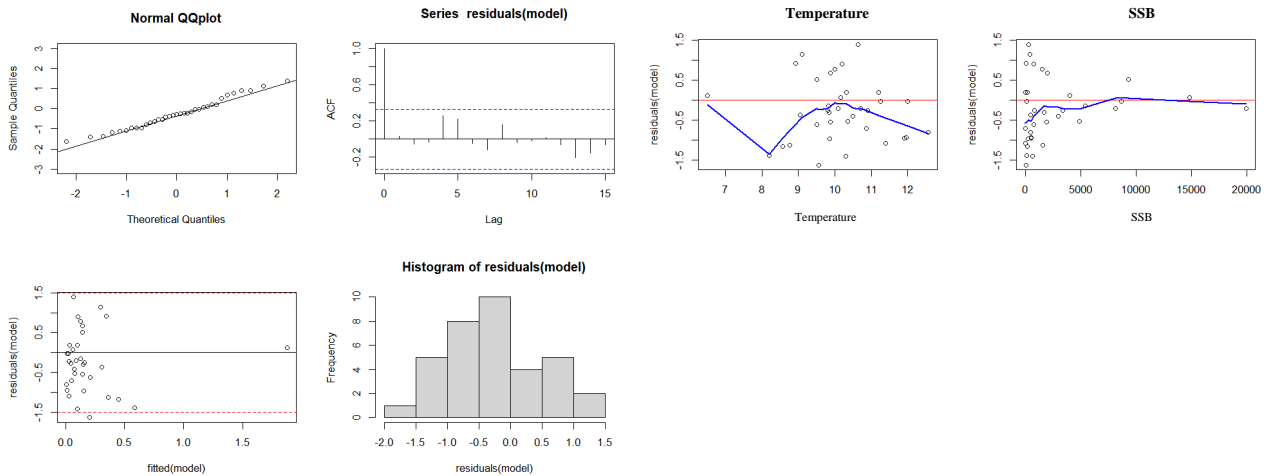 Normal QQplot
Sample Quantiles
3
2
1
0
-1
-2
-3
-2 -1 0 1 2
Theoretical Quantiles
Series residuals(model)
ACF
1.0
0.6
0.2
-0.2
0 5 10 15
Lag
Temperature
residuals(model)
1.5
0.5
-0.5
-1.5
7 8 9 10 11 12
Temperature
SSB
residuals(model)
1.5
0.5
-0.5
-1.5
0 5000 10000 15000 20000
SSB
residuals(model)
1.5
0.5
-0.5
-1.5
0.0 0.5 1.0 1.5
fitted(model)
Histogram of residuals(model)
Frequency
10
8
6
4
2
0
-2.0 -1.5 -1.0 -0.5 0.0 0.5 1.0 1.5
residuals(model)